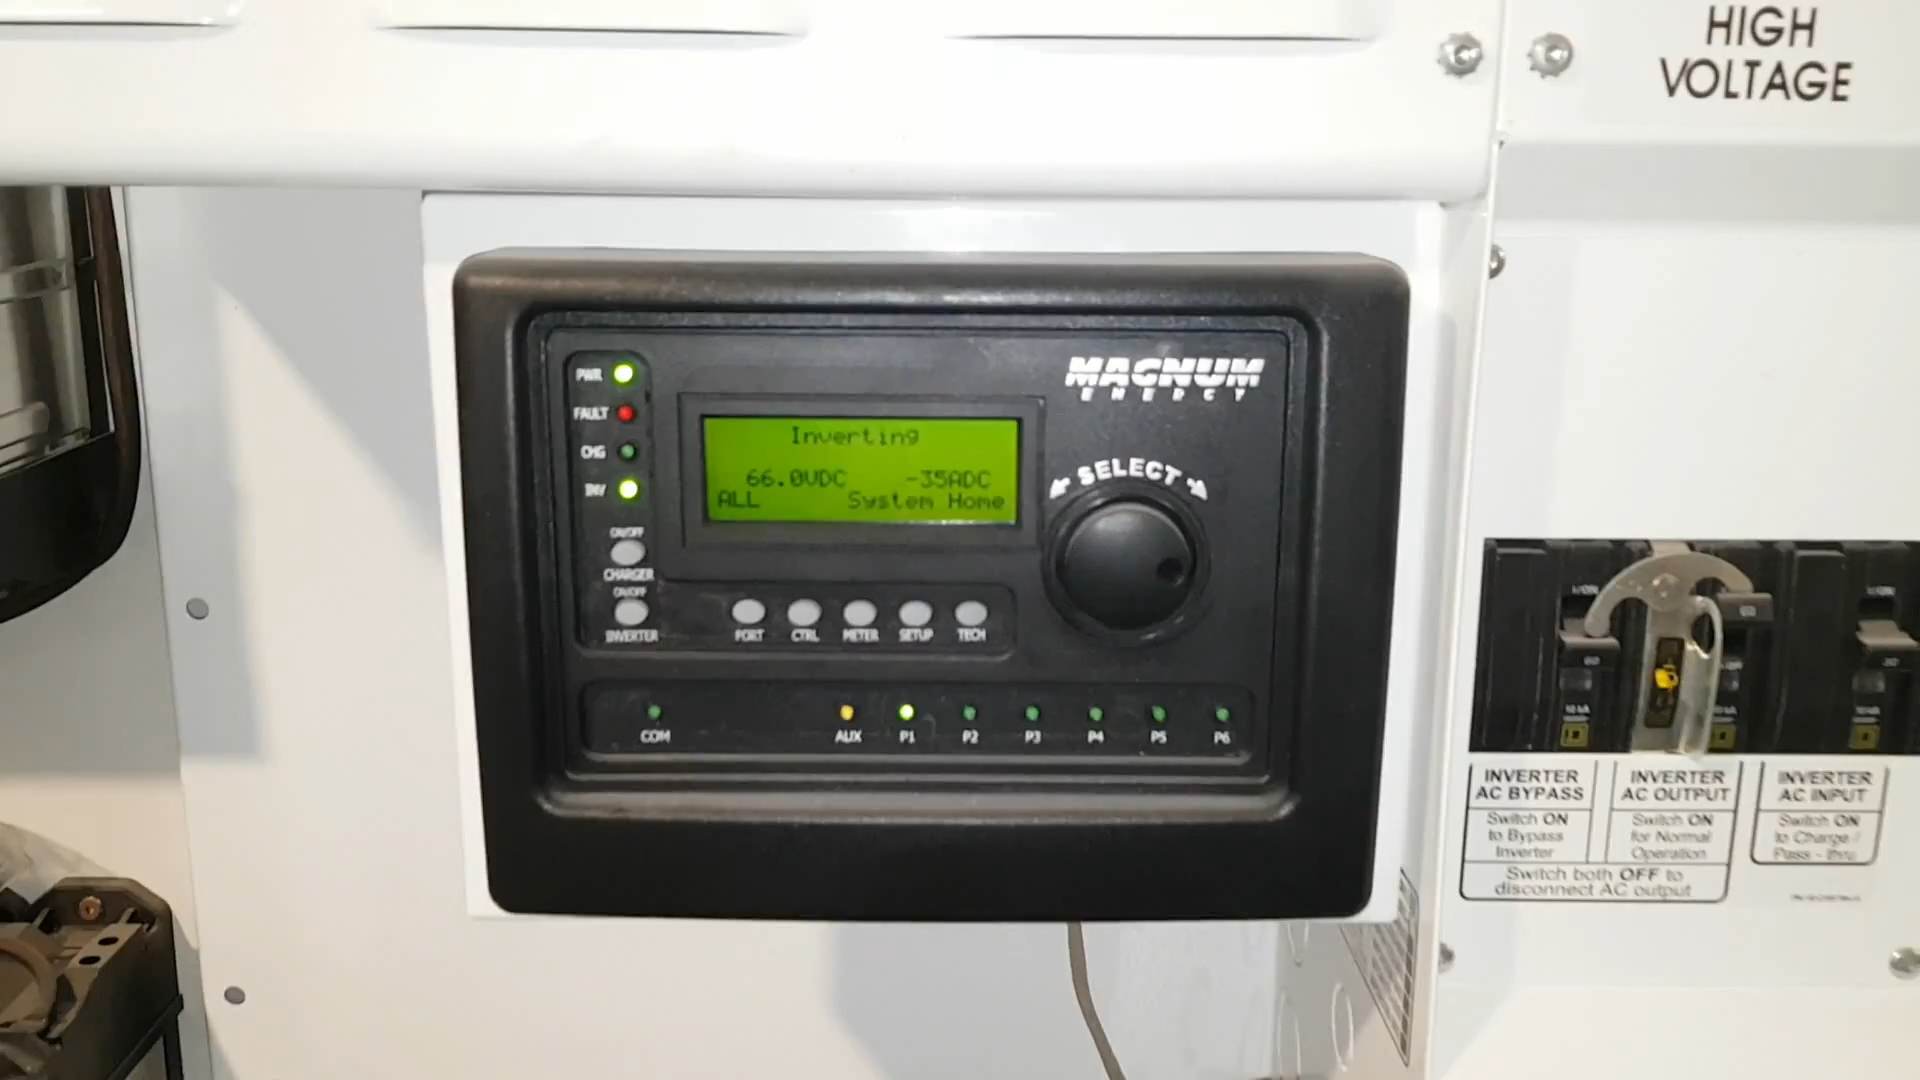 HIGH
VOLTAGE
MAGNUM
ENERGY
PWR
FAULT
CHG
INV
Inverting
66.0VDC -35ADC
ALL System Home
SELECT
ON/OFF
CHARGER
ON/OFF
INVERTER
PORT CTRL METER SETUP TECH
COM AUX P1 P2 P3 P4 P5 P6
INVERTER
AC BYPASS
Switch ON
to Bypass
Inverter
INVERTER
AC OUTPUT
Switch ON
for Normal
Operation
Switch both OFF to
disconnect AC output
INVERTER
AC INPUT
Switch ON
to Charge /
Pass - thru